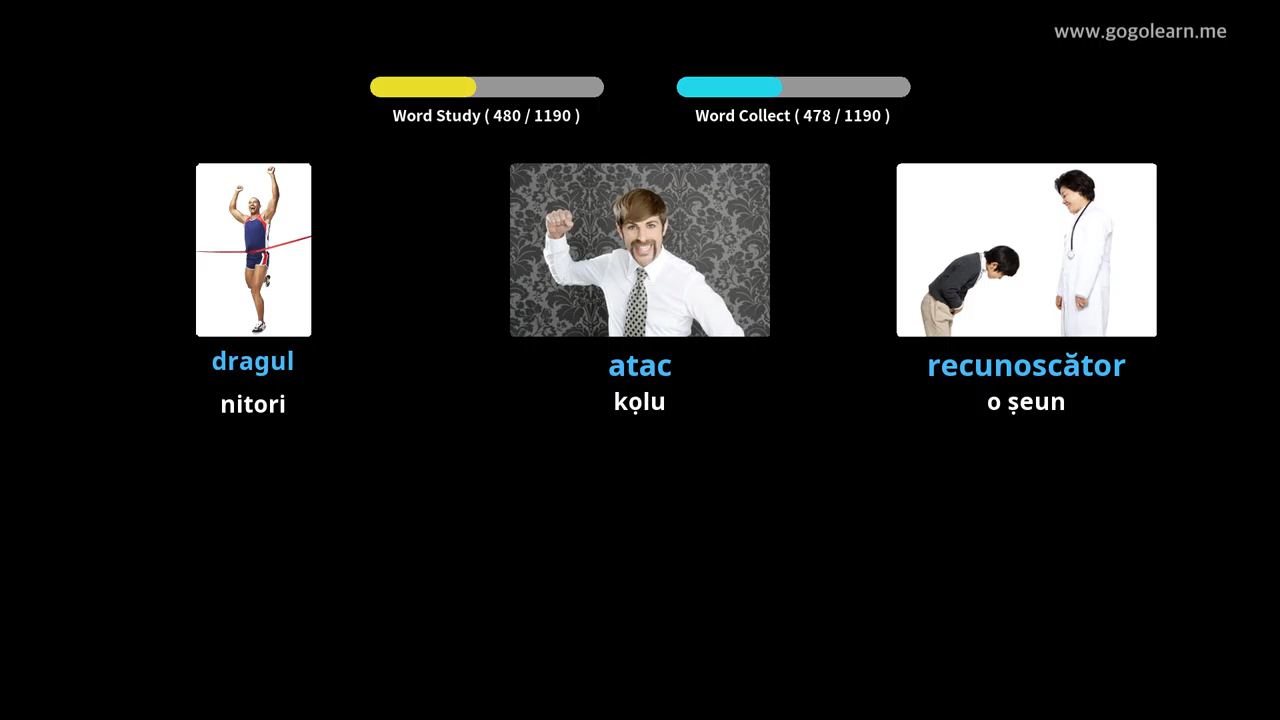 www.gogolearn.me
Word Study ( 480 / 1190 )
Word Collect ( 478 / 1190 )
dragul
nitori
atac
kọlu
recunoscător
o ṣeun